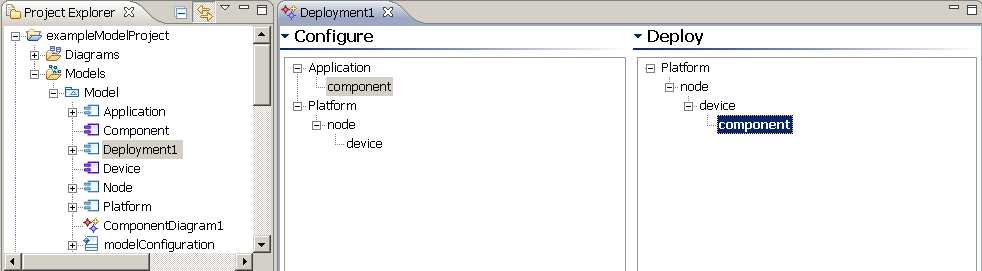 Project Explorer
exampleModelProject
Diagrams
Models
Model
Application
Component
Deployment1
Device
Node
Platform
ComponentDiagram1
modelConfiguration
Deployment1
Configure
Application
component
Platform
node
device
Deploy
Platform
node
device
component